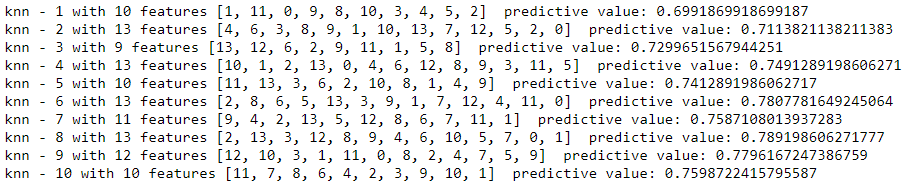 knn - 1 with 10 features [1, 11, 0, 9, 8, 10, 3, 4, 5, 2]  predictive value: 0.6991869918699187
knn - 2 with 13 features [4, 6, 3, 8, 9, 1, 10, 13, 7, 12, 5, 2, 0]  predictive value: 0.7113821138211383
knn - 3 with 9 features [13, 12, 6, 2, 9, 11, 1, 5, 8]  predictive value: 0.7299651567944251
knn - 4 with 13 features [10, 1, 2, 13, 0, 4, 6, 12, 8, 9, 3, 11, 5]  predictive value: 0.7491289198606271
knn - 5 with 10 features [11, 13, 3, 6, 2, 10, 8, 1, 4, 9]  predictive value: 0.7412891986062717
knn - 6 with 13 features [2, 8, 6, 5, 13, 3, 9, 1, 7, 12, 4, 11, 0]  predictive value: 0.7807781649245064
knn - 7 with 11 features [9, 4, 2, 13, 5, 12, 8, 6, 7, 11, 1]  predictive value: 0.7587108013937283
knn - 8 with 13 features [2, 13, 3, 12, 8, 9, 4, 6, 10, 5, 7, 0, 1]  predictive value: 0.789198606271777
knn - 9 with 12 features [12, 10, 3, 1, 11, 0, 8, 2, 4, 7, 5, 9]  predictive value: 0.7796167247386759
knn - 10 with 10 features [11, 7, 8, 6, 4, 2, 3, 9, 10, 1]  predictive value: 0.7598722415795587